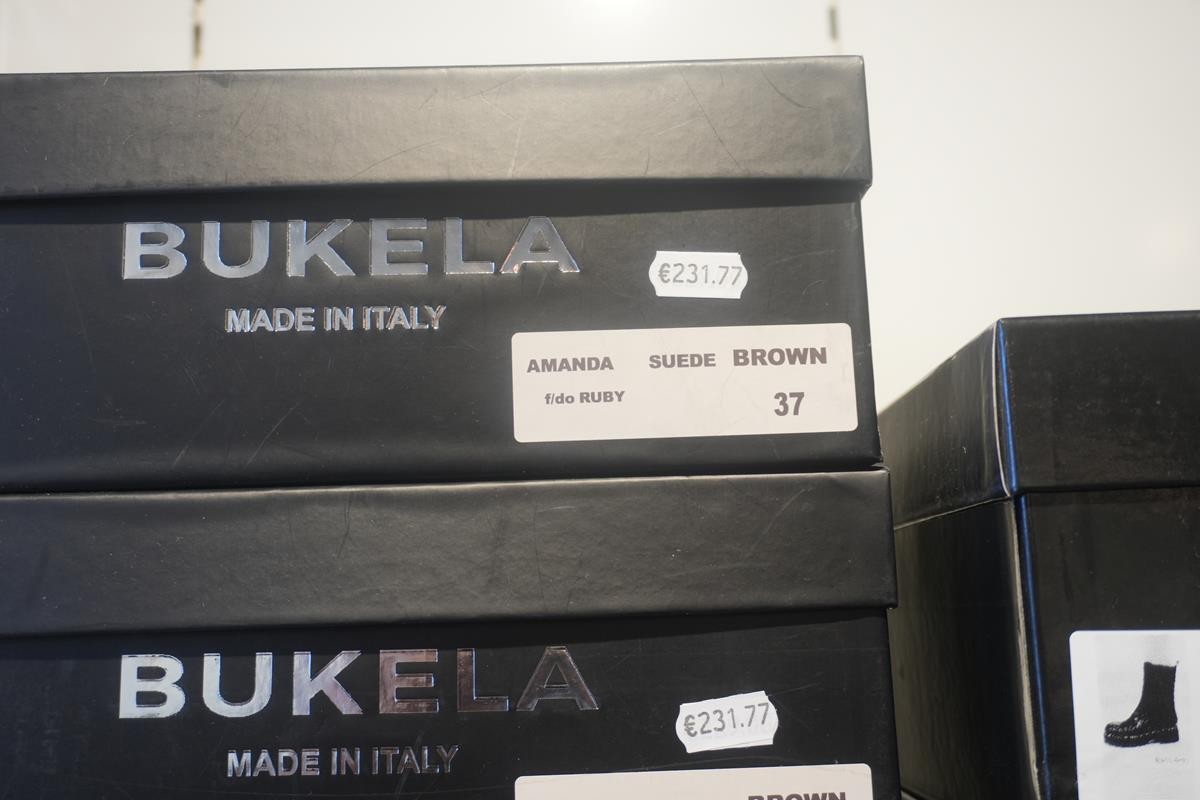 BUKELA
€231.77
MADE IN ITALY
AMANDA SUEDE BROWN
f/do RUBY 37
BUKELA
€231.77
MADE IN ITALY
BROWN